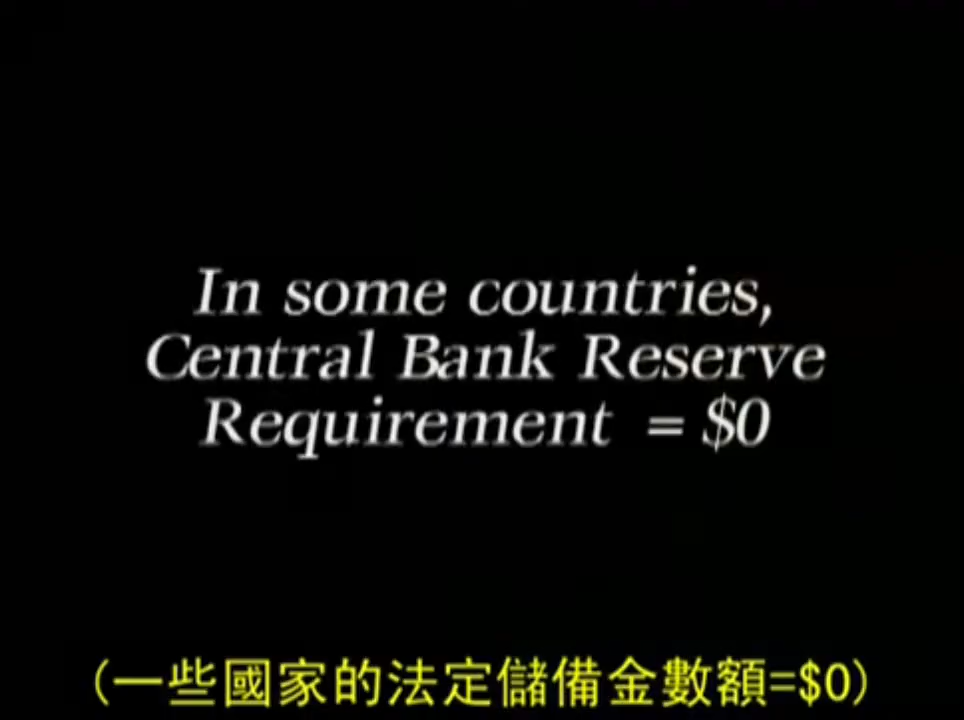 In some countries,
Central Bank Reserve
Requirement = $0
(一些國家的法定儲備金數額=$0)